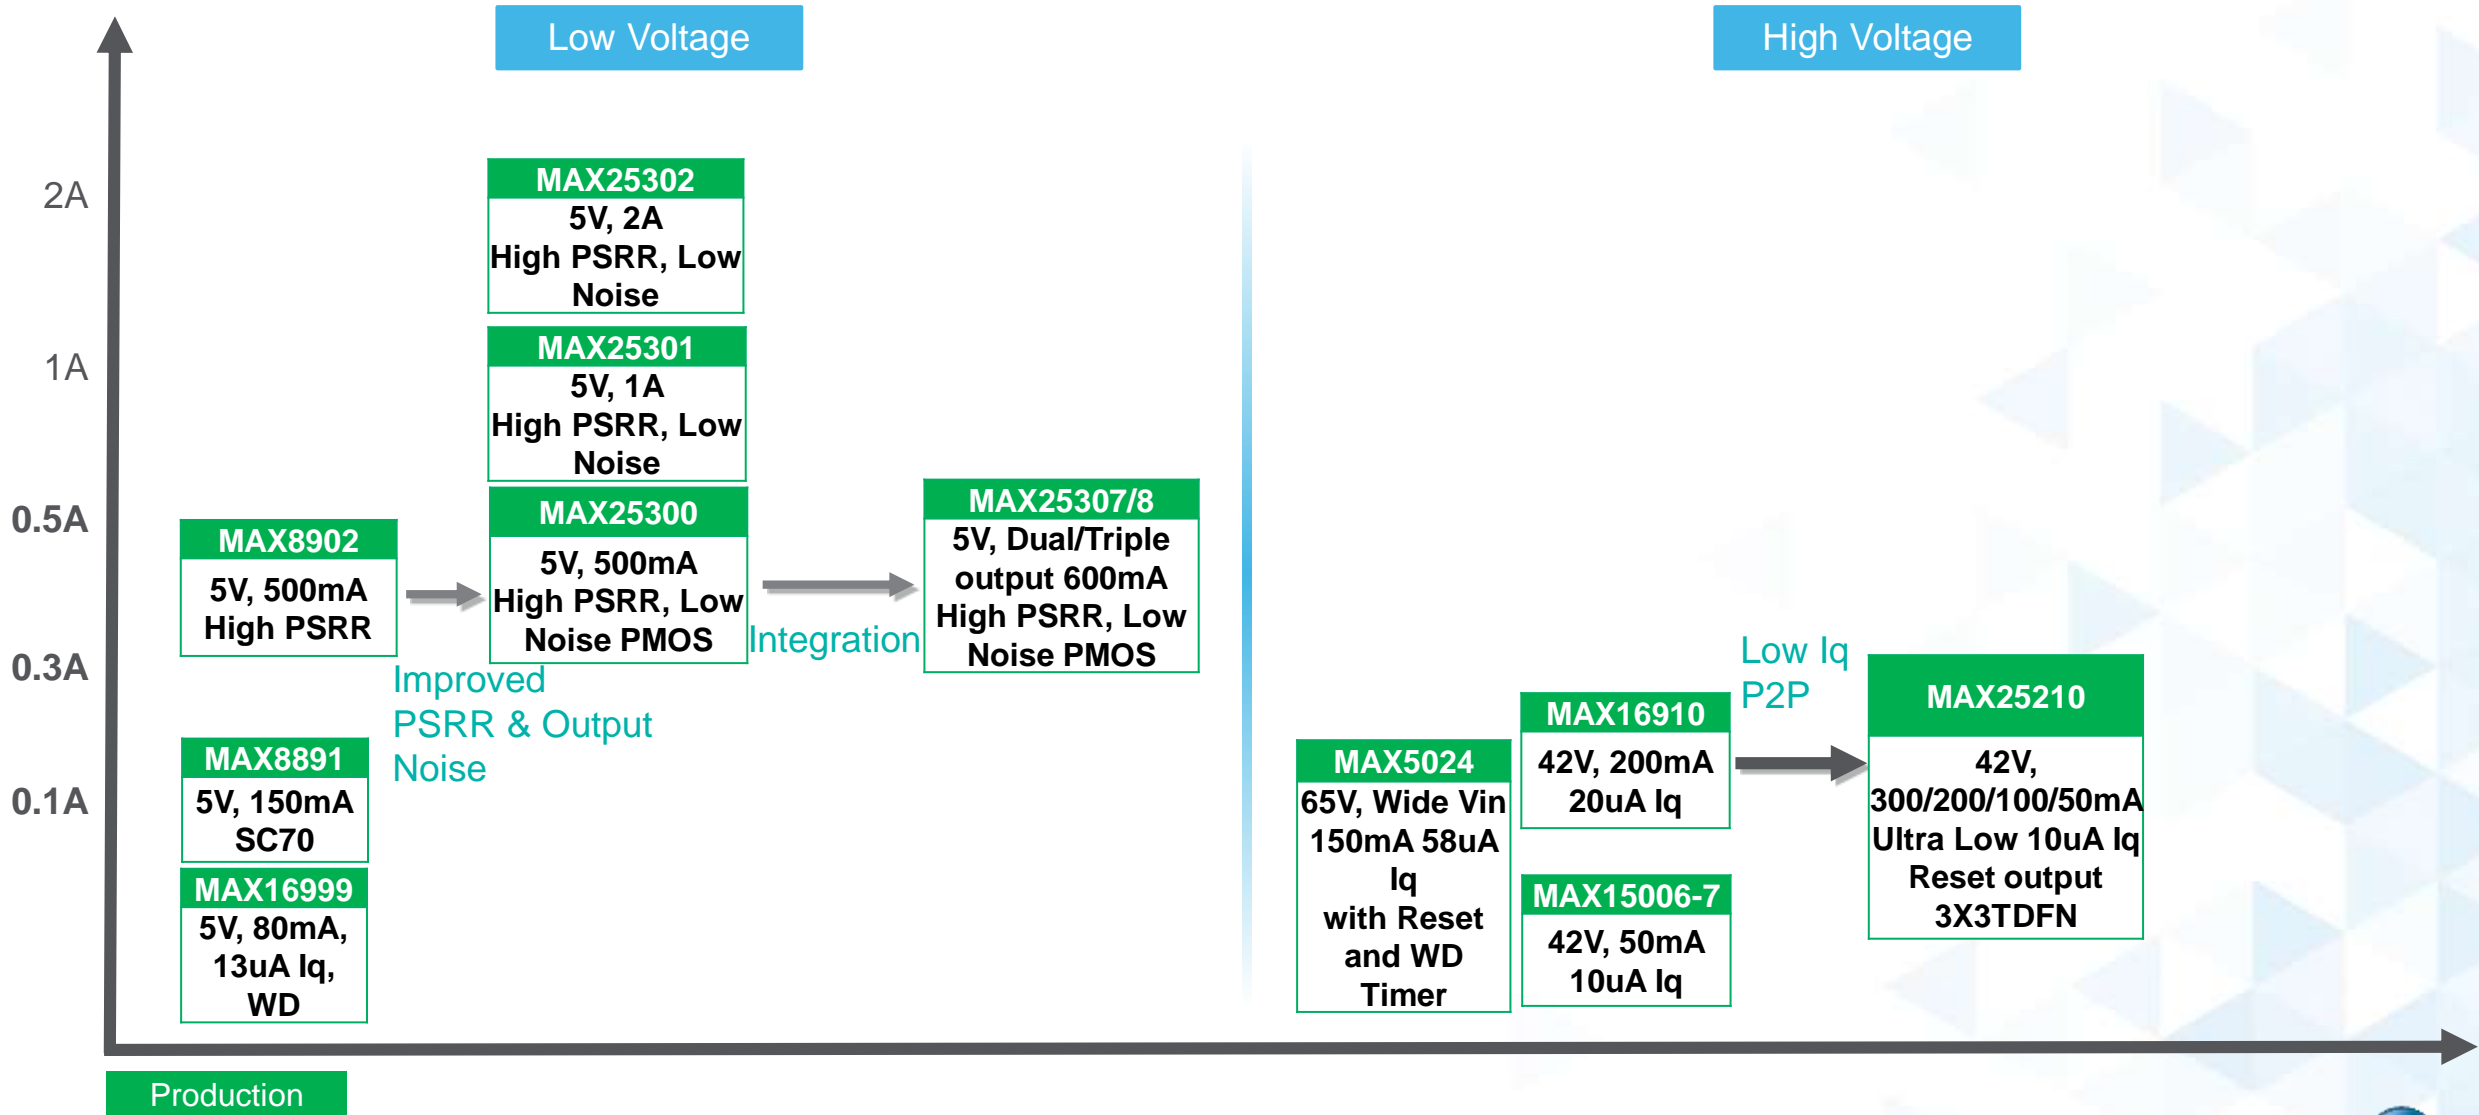 Low Voltage
High Voltage
2A
1A
0.5A
0.3A
0.1A
MAX25302
5V, 2A
High PSRR, Low
Noise
MAX25301
5V, 1A
High PSRR, Low
Noise
MAX8902
5V, 500mA
High PSRR
MAX25300
5V, 500mA
High PSRR, Low
Noise PMOS
MAX25307/8
5V, Dual/Triple
output 600mA
High PSRR, Low
Noise PMOS
Improved
PSRR & Output
Noise
Integration
MAX8891
5V, 150mA
SC70
MAX16999
5V, 80mA,
13uA Iq,
WD
MAX5024
65V, Wide Vin
150mA 58uA
Iq
with Reset
and WD
Timer
MAX16910
42V, 200mA
20uA Iq
MAX15006-7
42V, 50mA
10uA Iq
Low Iq
P2P
MAX25210
42V,
300/200/100/50mA
Ultra Low 10uA Iq
Reset output
3X3TDFN
Production